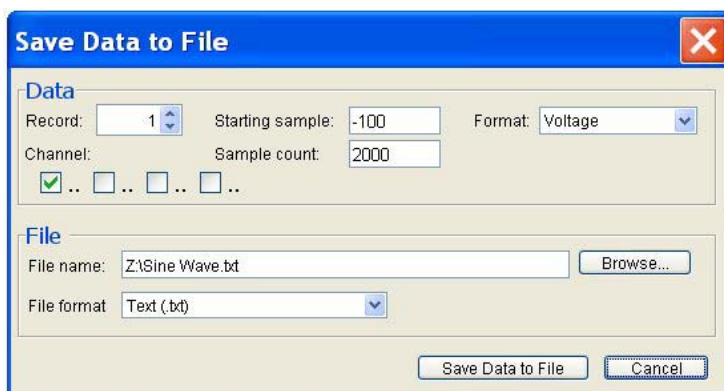 Save Data to File
Data
Record: 1 Starting sample: -100 Format: Voltage
Channel: Sample count: 2000
.. .. .. ..
File
File name: Z:\Sine Wave.txt Browse...
File format Text (.txt)
Save Data to File Cancel